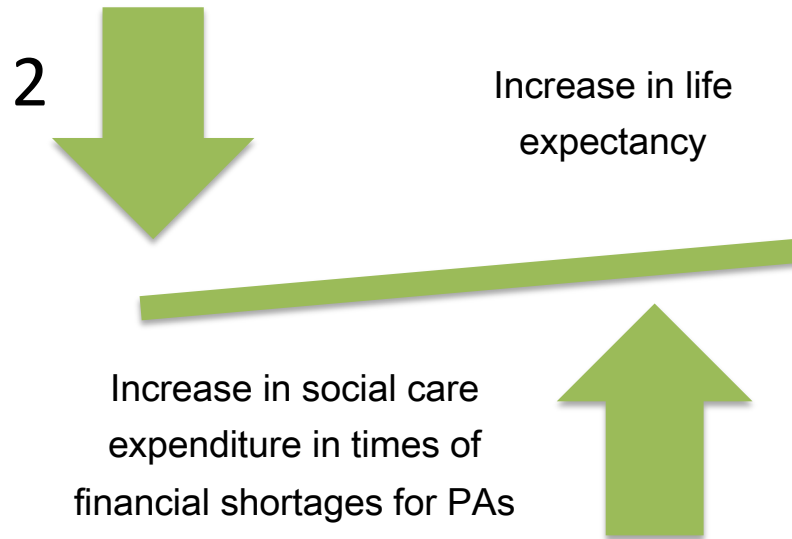 2
Increase in life
expectancy
Increase in social care
expenditure in times of
financial shortages for PAs